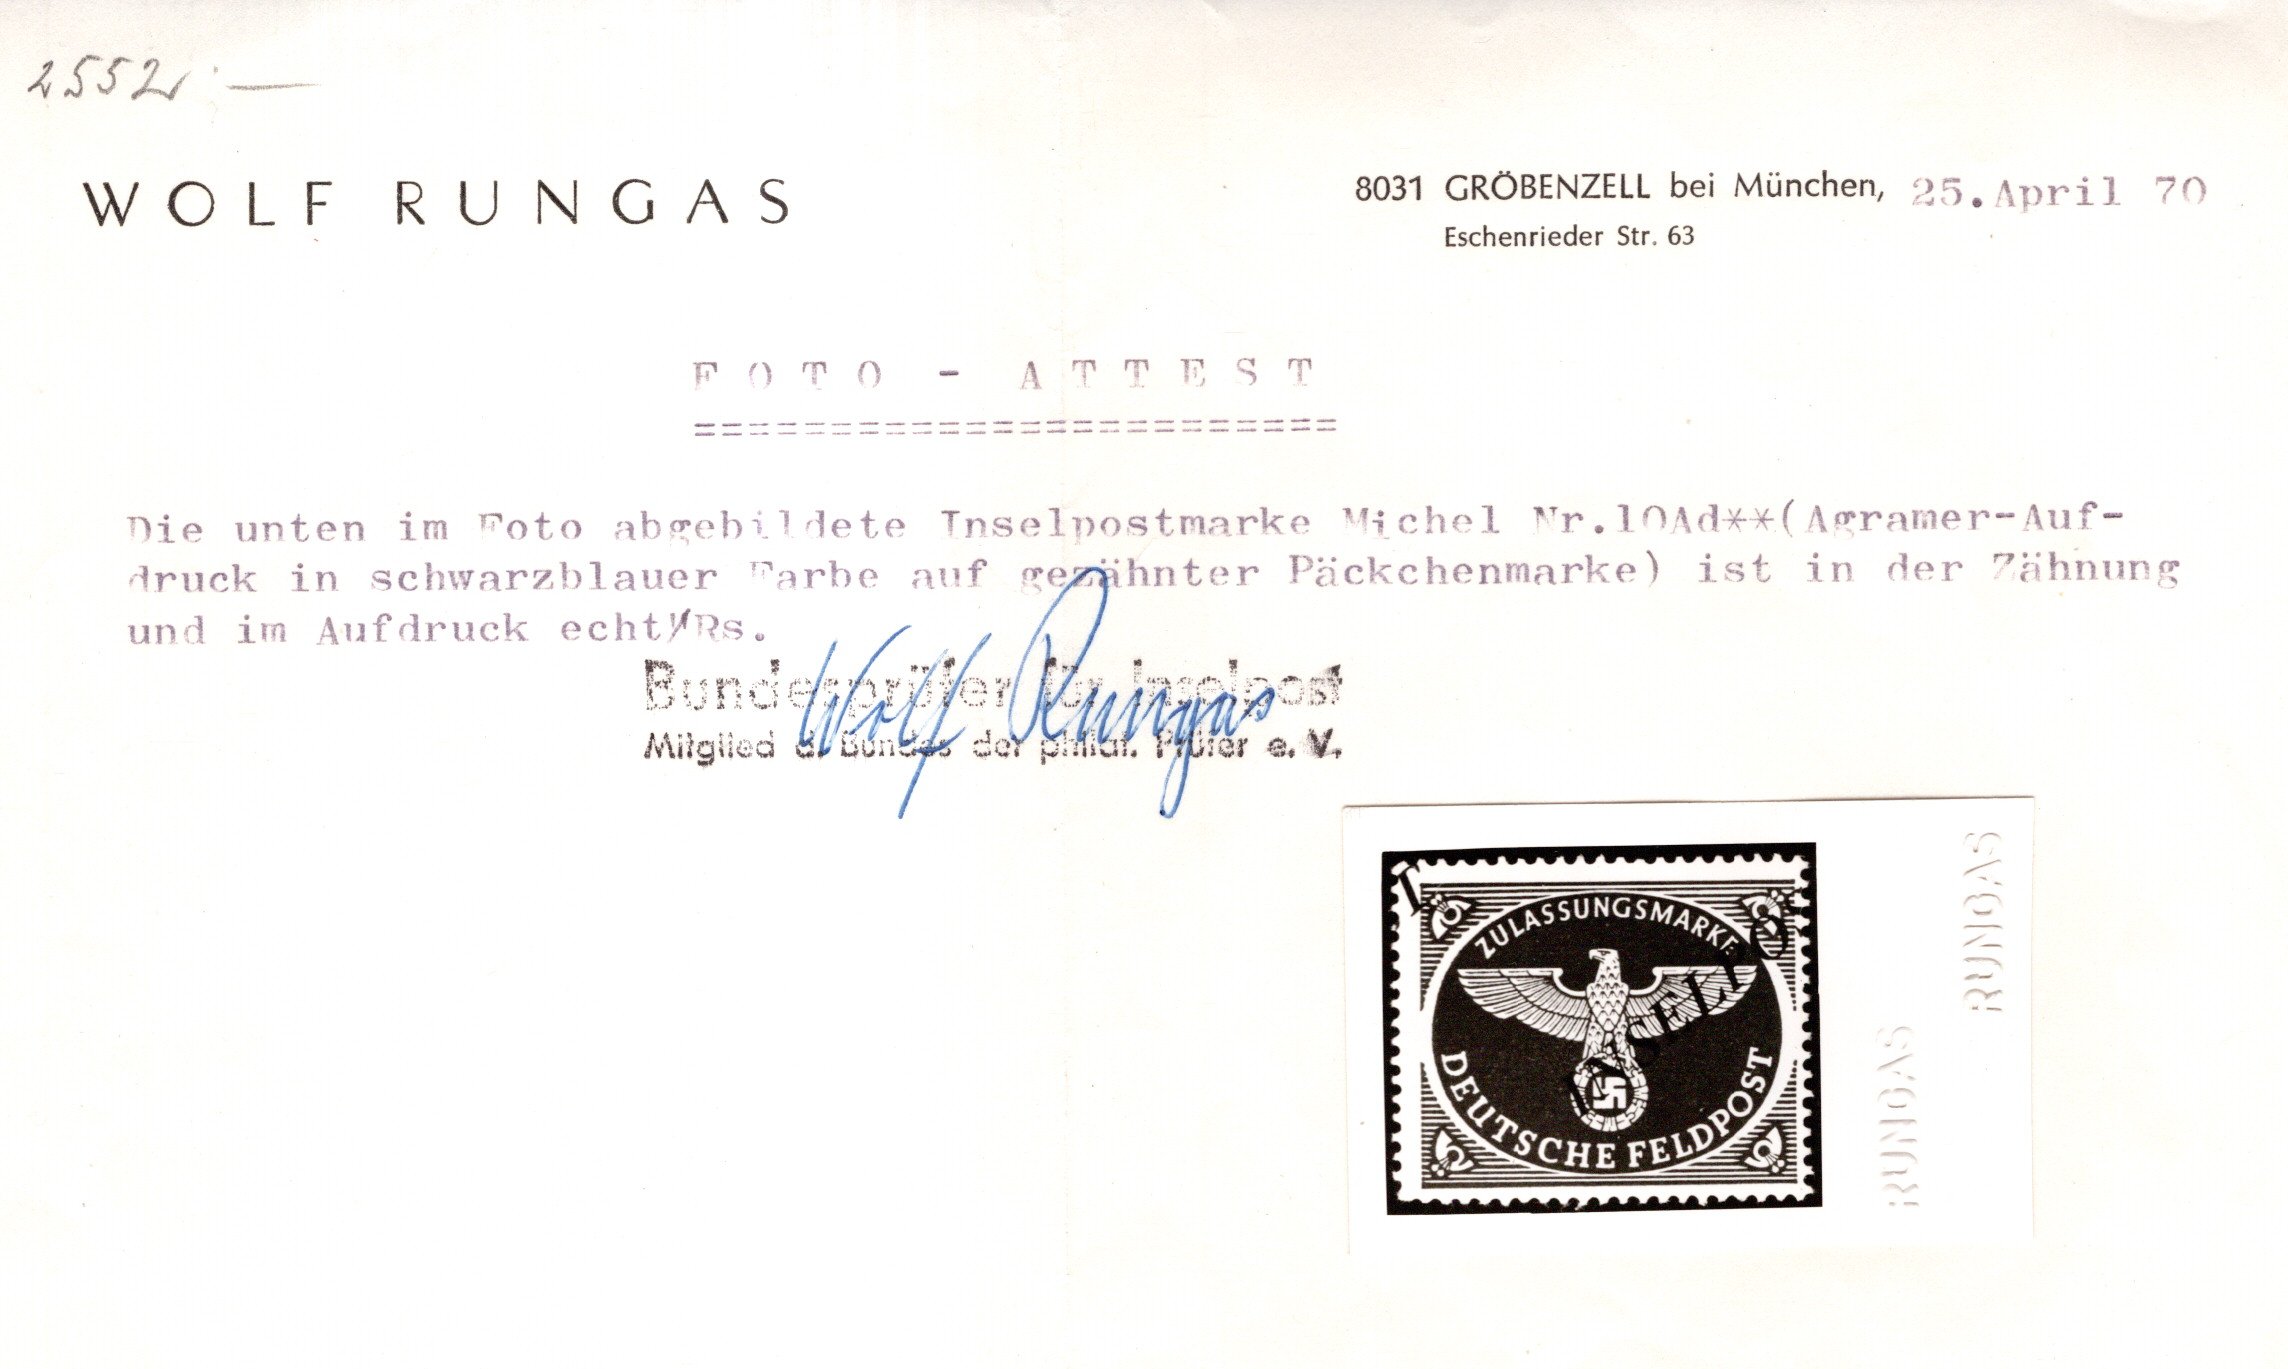 2552.—
WOLF RUNGAS
8031 GRÖBENZELL bei München, 25.April 70
Eschenrieder Str. 63
FOTO - ATTEST
========================
Die unten im Foto abgebildete Inselpostmarke Michel Nr.10Ad**(Agramer-Auf-
druck in schwarzblauer Farbe auf gezähnter Päckchenmarke) ist in der Zähnung
und im Aufdruck echt!/Rs.
Bundesprüfer für Inselpost
Wolf Rungas
Mitglied d. Bundes der philat. Prüfer e. V.
T
ZULASSUNGSMARKE
INSELPOST
DEUTSCHE FELDPOST
RUNGAS
RUNGAS